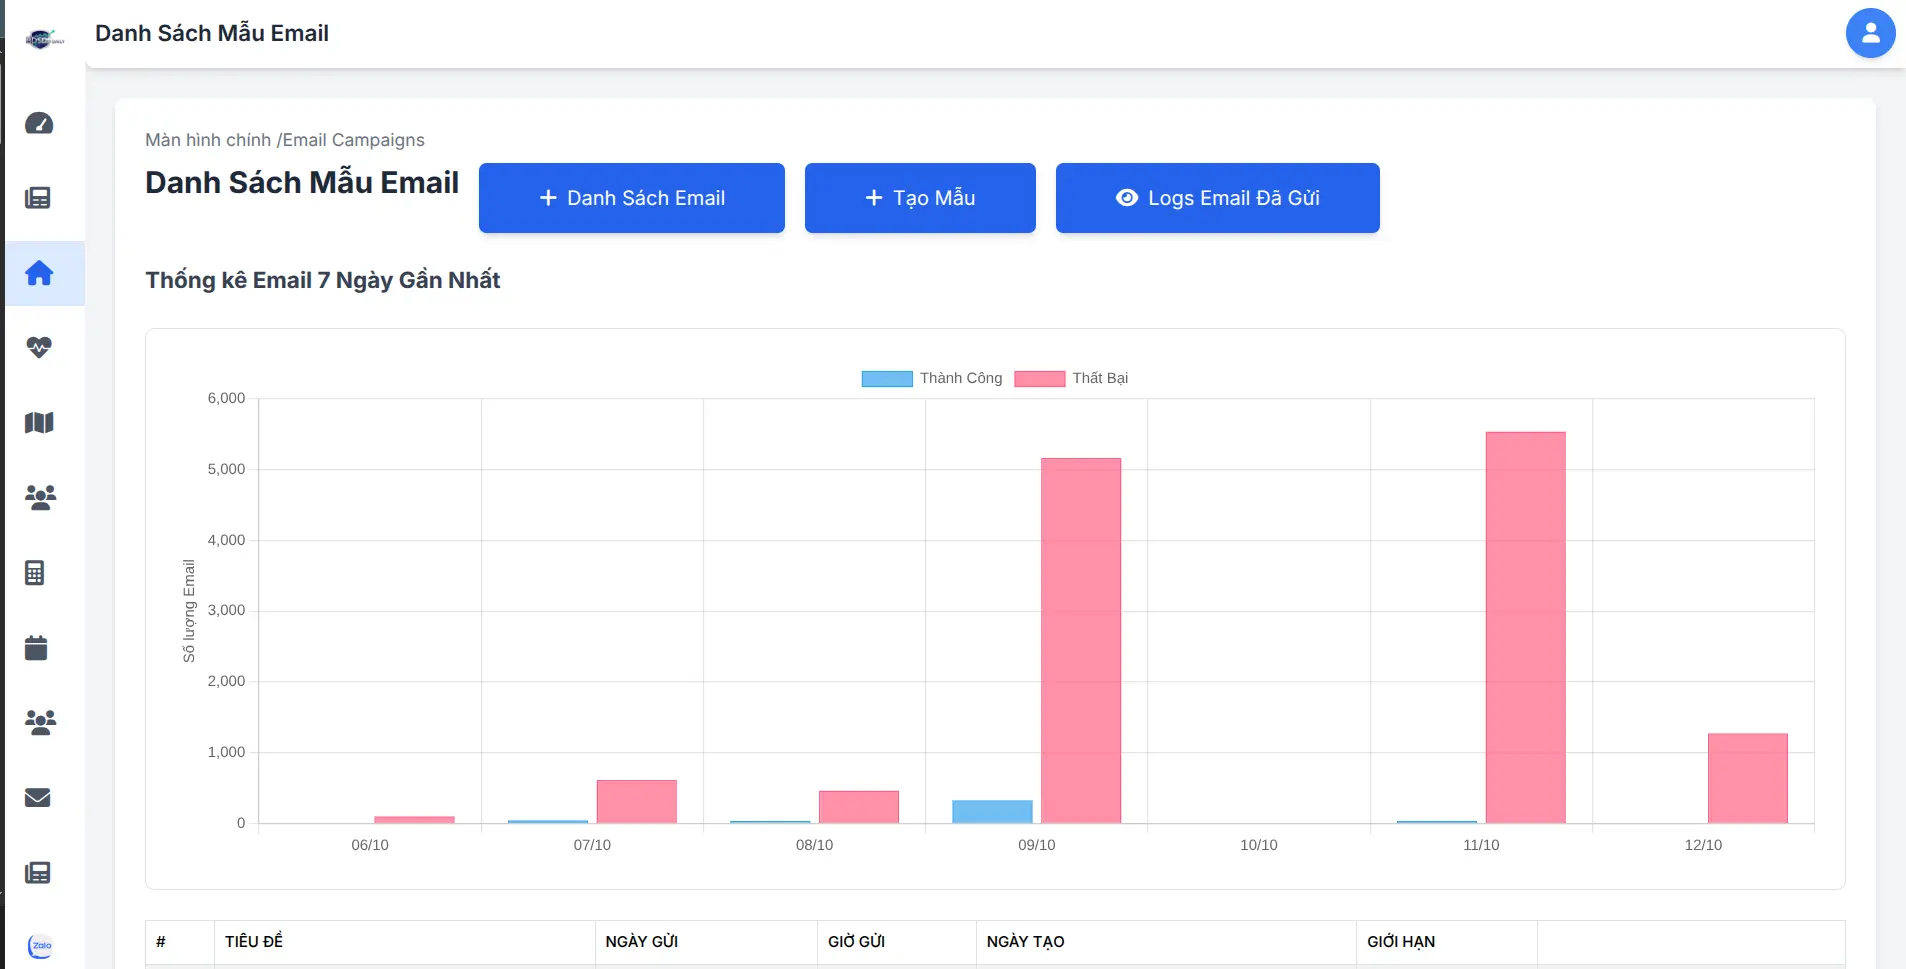 Danh Sách Mẫu Email
Màn hình chính /Email Campaigns
Danh Sách Mẫu Email
+ Danh Sách Email
+ Tạo Mẫu
Logs Email Đã Gửi
Thống kê Email 7 Ngày Gần Nhất
Thành Công
Thất Bại
Số lượng Email
6,000
5,000
4,000
3,000
2,000
1,000
0
06/10
07/10
08/10
09/10
10/10
11/10
12/10
# TIÊU ĐỀ NGÀY GỬI GIỜ GỬI NGÀY TẠO GIỚI HẠN
Zalo